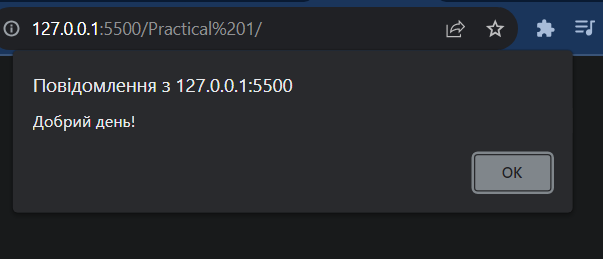 127.0.0.1:5500/Practical%201/
Повідомлення з 127.0.0.1:5500
Добрий день!
OK